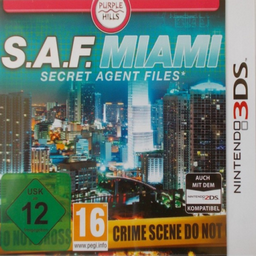 PURPLE
HILLS
S.A.F. MIAMI
SECRET AGENT FILES*
NINTENDO 3DS
AUCH
MIT DEM
NINTENDO 2DS
KOMPATIBEL
USK
12
16
www.pegi.info
CRIME SCENE DO NOT